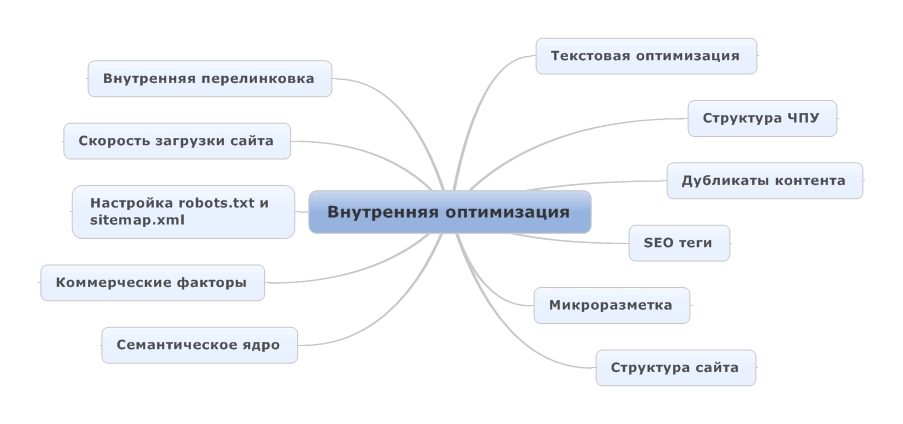 Внутренняя перелинковка
Скорость загрузки сайта
Настройка robots.txt и
sitemap.xml
Коммерческие факторы
Семантическое ядро
Внутренняя оптимизация
Текстовая оптимизация
Структура ЧПУ
Дубликаты контента
SEO теги
Микроразметка
Структура сайта